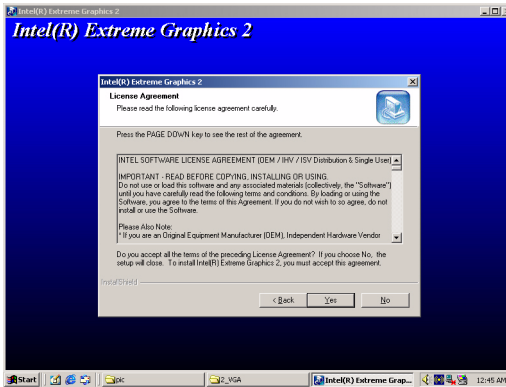 Intel(R) Extreme Graphics 2
Intel(R) Extreme Graphics 2
Intel(R) Extreme Graphics 2
License Agreement
Please read the following license agreement carefully.
Press the PAGE DOWN key to see the rest of the agreement.
INTEL SOFTWARE LICENSE AGREEMENT (OEM / IHV / ISV Distribution & Single User)
IMPORTANT - READ BEFORE COPYING, INSTALLING OR USING.
Do not use or load this software and any associated materials (collectively, the "Software")
until you have carefully read the following terms and conditions. By loading or using the
Software, you agree to the terms of this Agreement. If you do not wish to so agree, do not
install or use the Software.
Please Also Note:
* If you are an Original Equipment Manufacturer (OEM), Independent Hardware Vendor
Do you accept all the terms of the preceding License Agreement? If you choose No, the
setup will close. To install Intel(R) Extreme Graphics 2, you must accept this agreement.
InstallShield
< Back Yes No
Start pic 2_VGA Intel(R) Extreme Grap... 12:45 AM